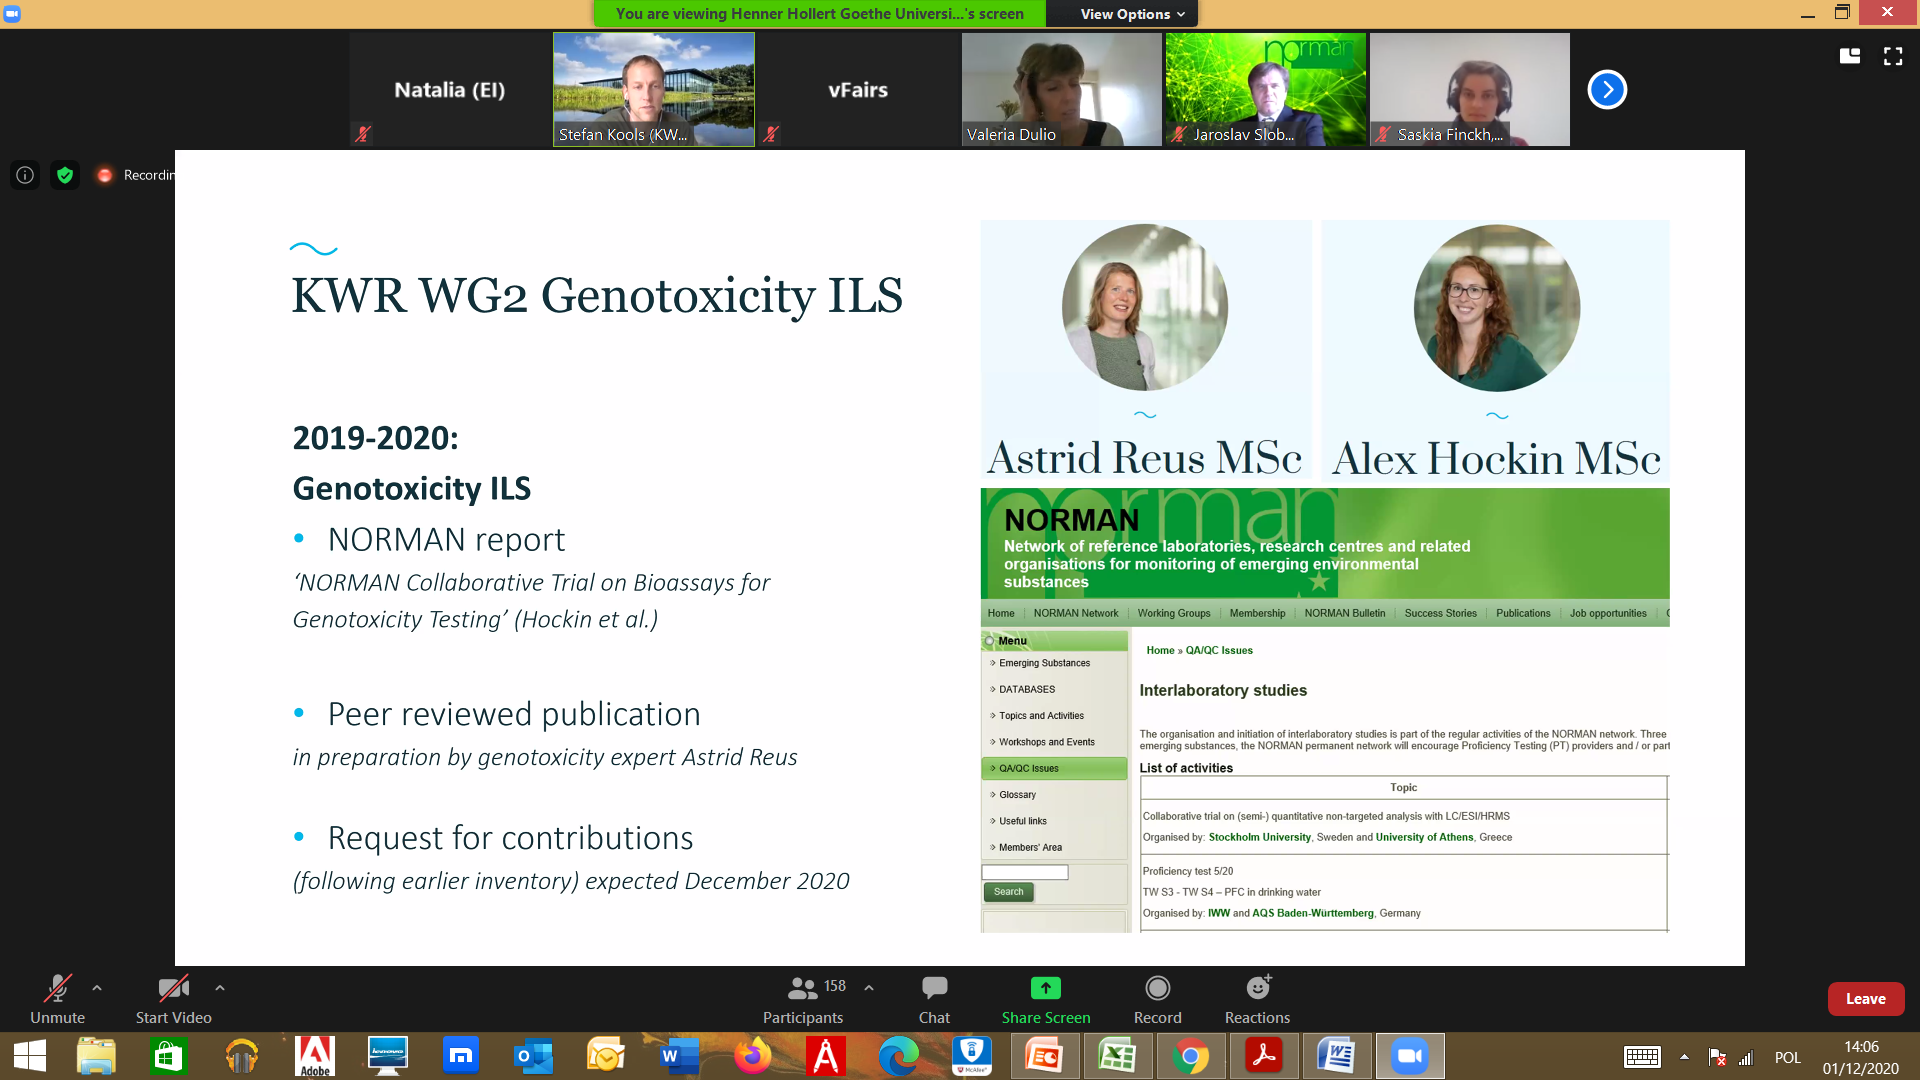 You are viewing Henner Hollert Goethe Universi...'s screen
View Options
Natalia (EI)
Stefan Kools (KW...
vFairs
Valeria Dulio
norman
Jaroslav Slob...
Saskia Finckh,...
Recordin
KWR WG2 Genotoxicity ILS
2019-2020:
Genotoxicity ILS
• NORMAN report
‘NORMAN Collaborative Trial on Bioassays for
Genotoxicity Testing’ (Hockin et al.)
• Peer reviewed publication
in preparation by genotoxicity expert Astrid Reus
• Request for contributions
(following earlier inventory) expected December 2020
Astrid Reus MSc
Alex Hockin MSc
norman
NORMAN
Network of reference laboratories, research centres and related
organisations for monitoring of emerging environmental
substances
Home NORMAN Network Working Groups Membership NORMAN Bulletin Success Stories Publications Job opportunities
Menu
Emerging Substances
DATABASES
Topics and Activities
Workshops and Events
QA/QC Issues
Glossary
Useful links
Members' Area
Search
Home » QA/QC Issues
Interlaboratory studies
The organisation and initiation of interlaboratory studies is part of the regular activities of the NORMAN network. Three
emerging substances, the NORMAN permanent network will encourage Proficiency Testing (PT) providers and / or part
List of activities
Topic
Collaborative trial on (semi-) quantitative non-targeted analysis with LC/ESI/HRMS
Organised by: Stockholm University, Sweden and University of Athens, Greece
Proficiency test 5/20
TW S3 - TW S4 – PFC in drinking water
Organised by: IWW and AQS Baden-Württemberg, Germany
Unmute
Start Video
158
Participants
Chat
Share Screen
Record
Reactions
Leave
Adobe
lenovo
McAfee
POL
14:06
01/12/2020